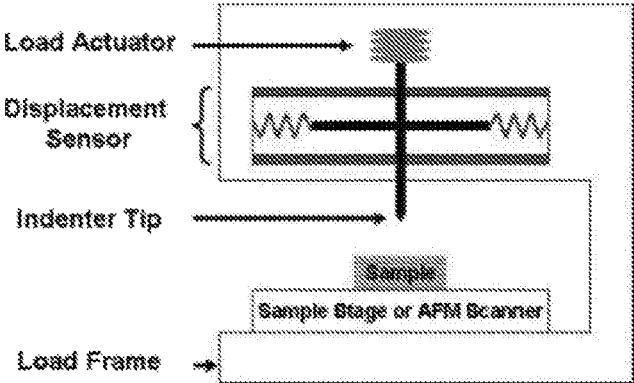 Load Actuator
Displacement
Sensor
Indenter Tip
Sample
Sample Stage or AFM Scanner
Load Frame